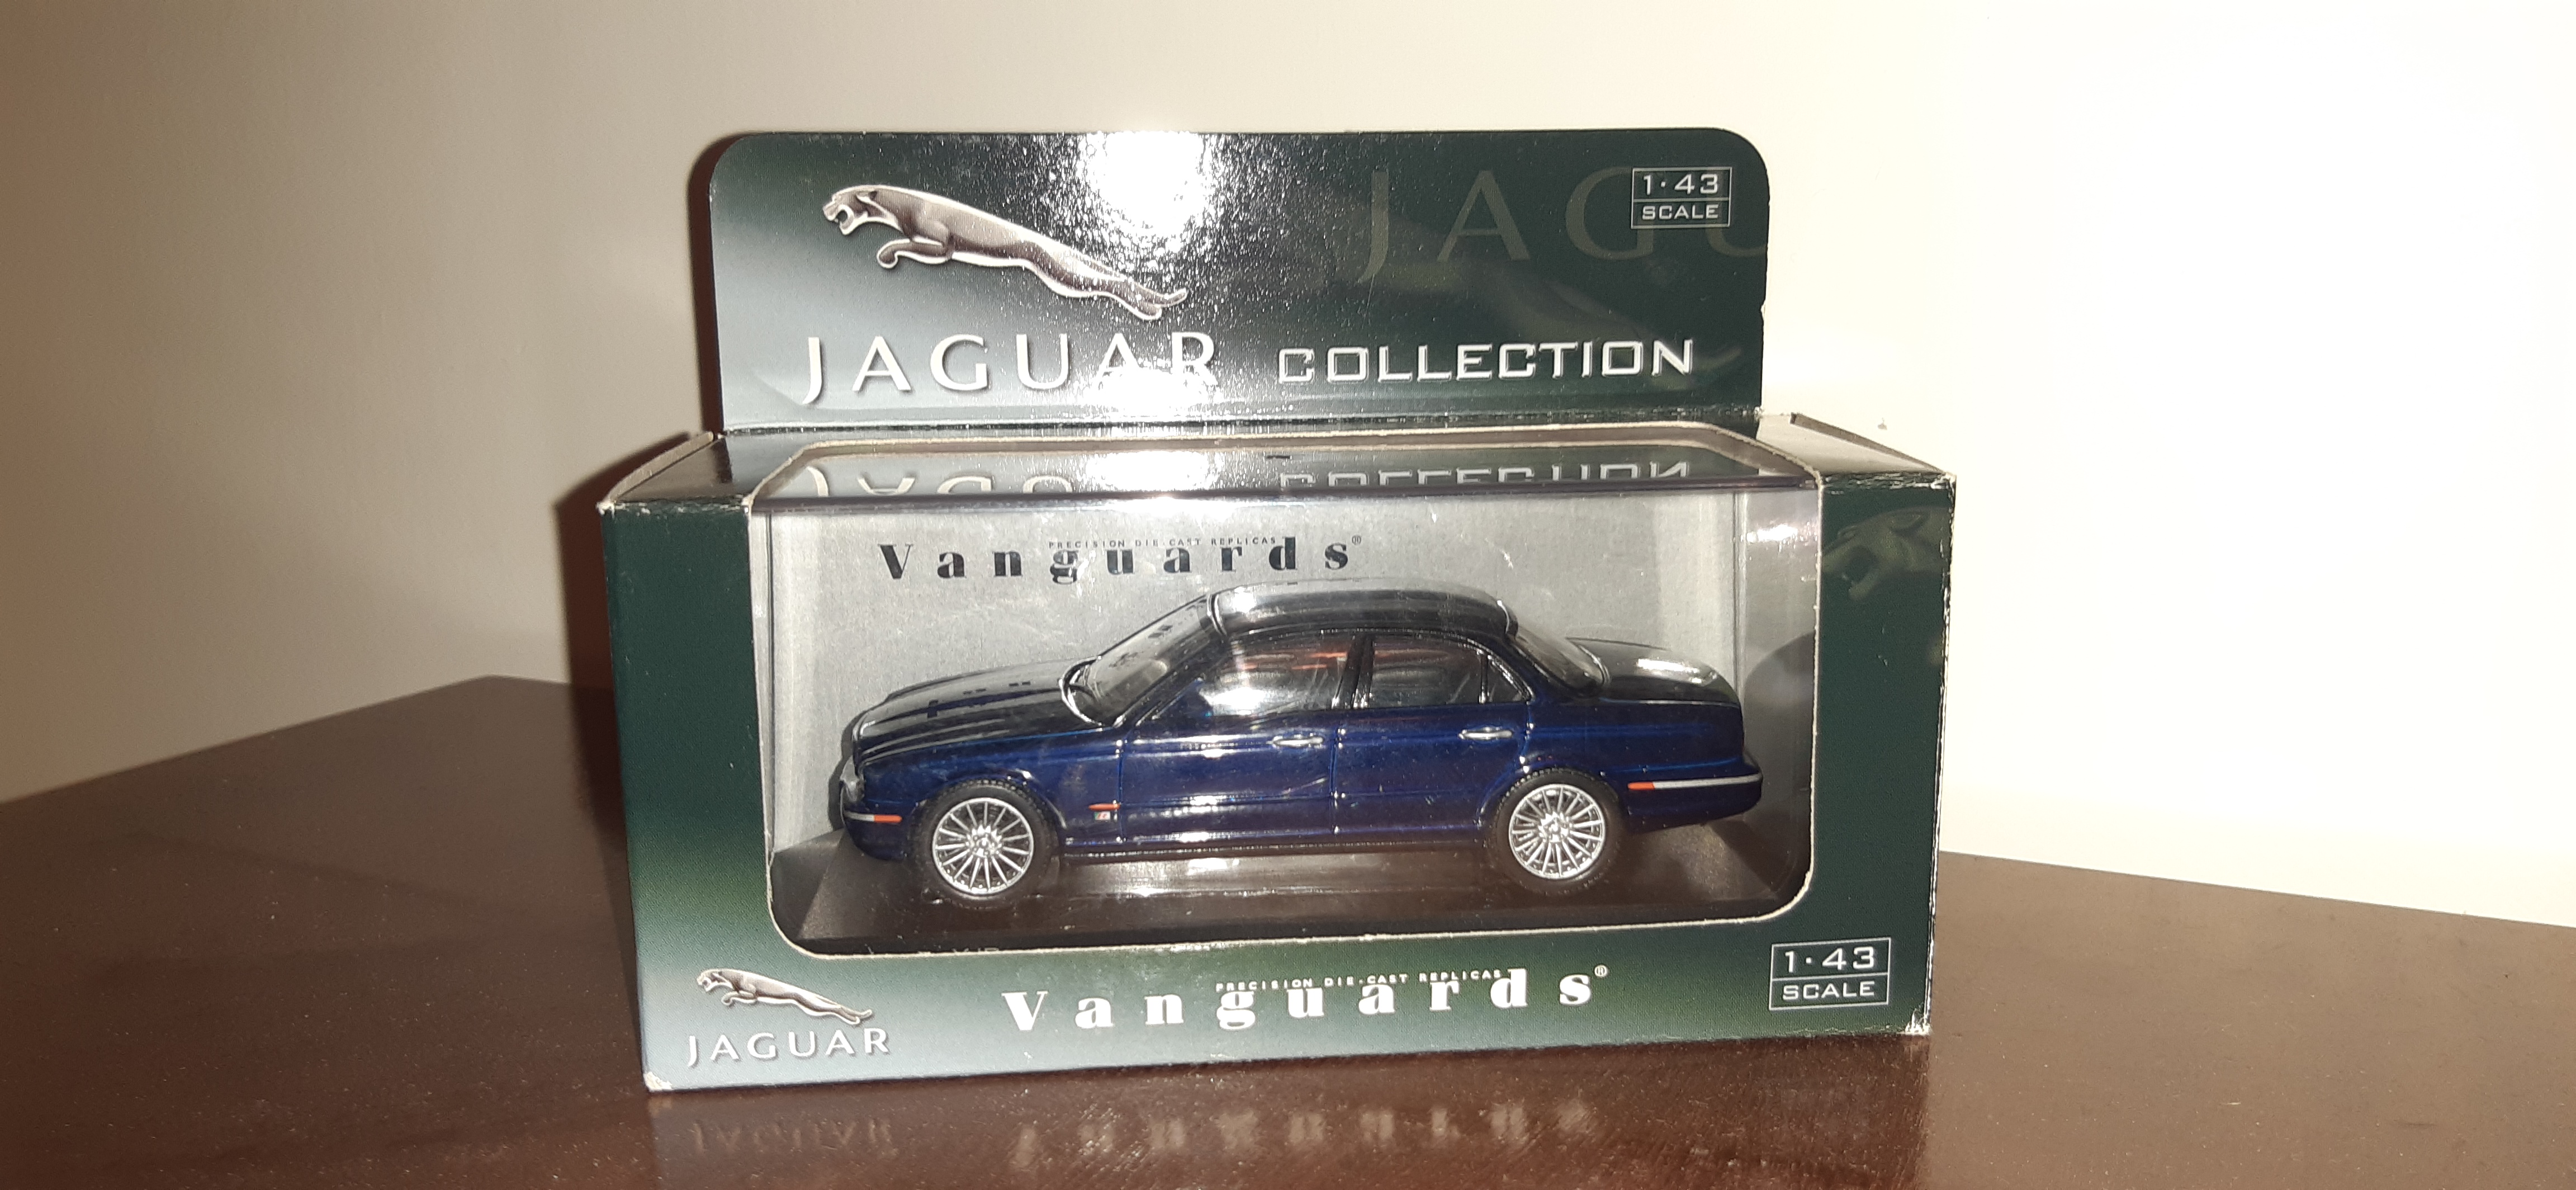 JAGU
1:43
SCALE
JAGUAR COLLECTION
PRECISION DIE CAST REPLICAS
Vanguards®
PRECISION DIE-CAST REPLICAS
Vanguards®
1:43
SCALE
JAGUAR